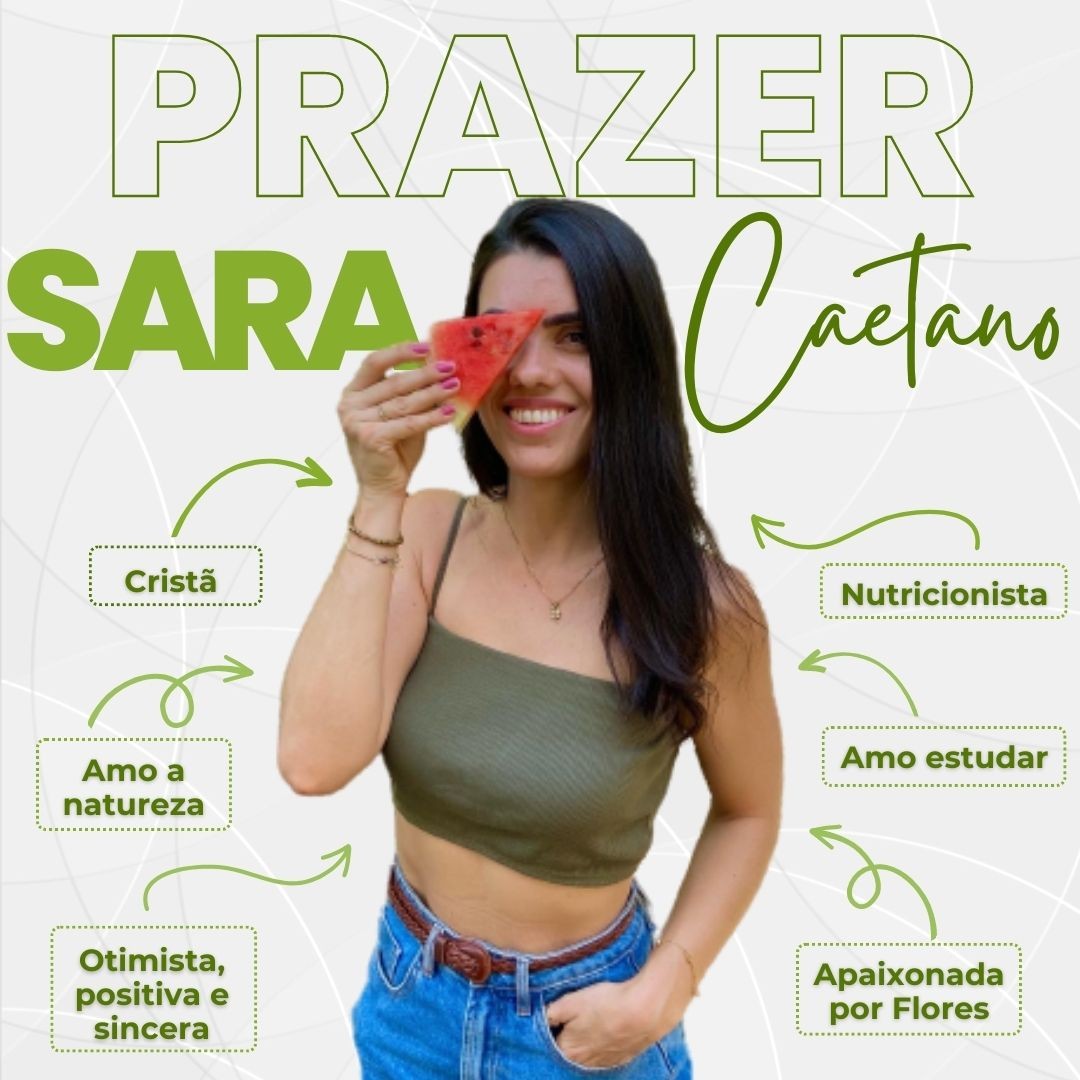 PRAZER
SARA Caetano
Cristã
Nutricionista
Amo a
natureza
Amo estudar
Otimista,
positiva e
sincera
Apaixonada
por Flores